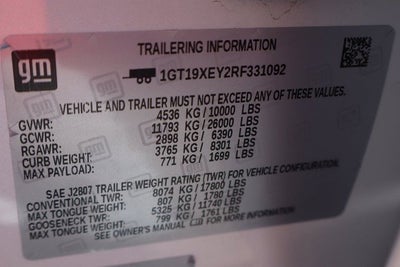 gm
TRAILERING INFORMATION
1GT19XEY2RF331092
VEHICLE AND TRAILER MUST NOT EXCEED ANY OF THESE VALUES.
GVWR: 4536 KG/10000 LBS
GCWR: 11793 KG/26000 LBS
RGAWR: 2898 KG/ 6390 LBS
CURB WEIGHT: 3765 KG/ 8301 LBS
MAX PAYLOAD: 771 KG/ 1699 LBS
SAE J2807 TRAILER WEIGHT RATING (TWR) FOR VEHICLE CONFIGURATION.
CONVENTIONAL TWR: 8074 KG/ 17800 LBS
MAX TONGUE WEIGHT: 807 KG/ 1780 LBS
GOOSENECK TWR: 5325 KG/ 11740 LBS
MAX TONGUE WEIGHT: 799 KG/ 1761 LBS
SEE OWNER'S MANUAL FOR MORE INFORMATION